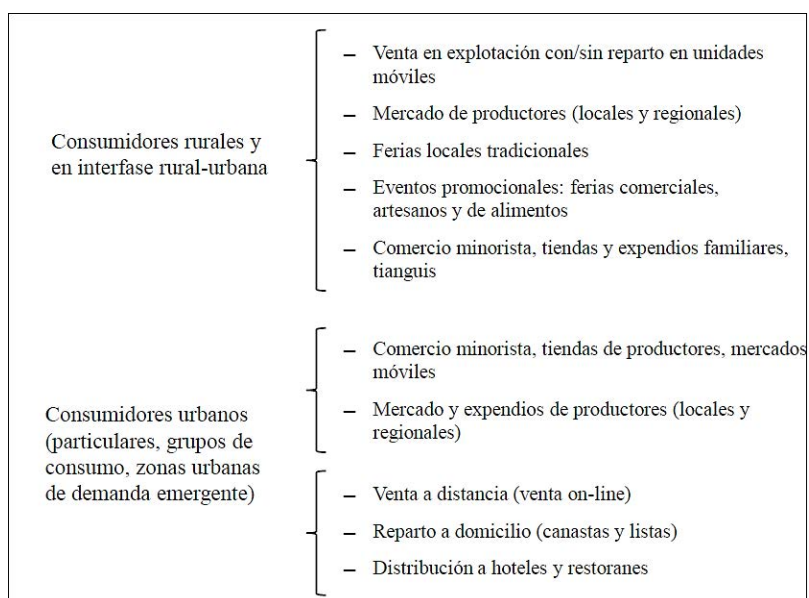 Consumidores rurales y
en interfase rural-urbana
– Venta en explotación con/sin reparto en unidades
móviles
– Mercado de productores (locales y regionales)
– Ferias locales tradicionales
– Eventos promocionales: ferias comerciales,
artesanos y de alimentos
– Comercio minorista, tiendas y expendios familiares,
tianguis
Consumidores urbanos
(particulares, grupos de
consumo, zonas urbanas
de demanda emergente)
– Comercio minorista, tiendas de productores, mercados
móviles
– Mercado y expendios de productores (locales y
regionales)
– Venta a distancia (venta on-line)
– Reparto a domicilio (canastas y listas)
– Distribución a hoteles y restoranes